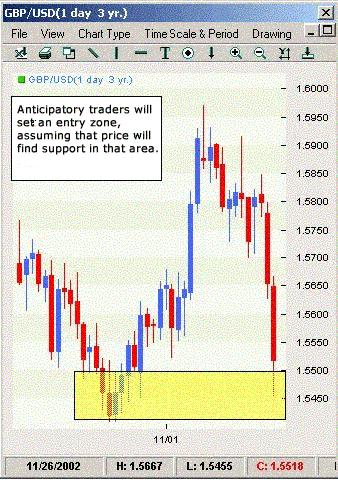 GBP/USD(1 day 3 yr.)
File View Chart Type Time Scale & Period Drawing
GBP/USD(1 day 3 yr.)
Anticipatory traders will
set an entry zone,
assuming that price will
find support in that area.
1.6000
1.5950
1.5900
1.5850
1.5800
1.5750
1.5700
1.5650
1.5600
1.5550
1.5500
1.5450
11/01
11/26/2002 H: 1.5667 L: 1.5455 C: 1.5518